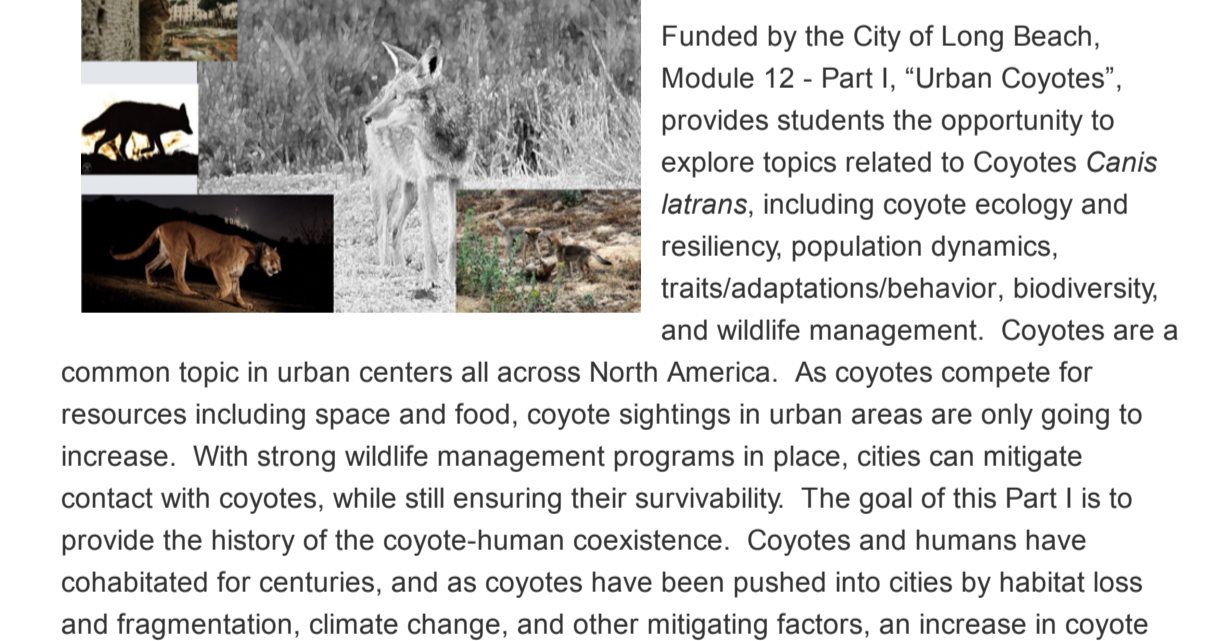 Funded by the City of Long Beach,
Module 12 - Part I, “Urban Coyotes”,
provides students the opportunity to
explore topics related to Coyotes Canis
latrans, including coyote ecology and
resiliency, population dynamics,
traits/adaptations/behavior, biodiversity,
and wildlife management.  Coyotes are a
common topic in urban centers all across North America.  As coyotes compete for
resources including space and food, coyote sightings in urban areas are only going to
increase.  With strong wildlife management programs in place, cities can mitigate
contact with coyotes, while still ensuring their survivability.  The goal of this Part I is to
provide the history of the coyote-human coexistence.  Coyotes and humans have
cohabitated for centuries, and as coyotes have been pushed into cities by habitat loss
and fragmentation, climate change, and other mitigating factors, an increase in coyote